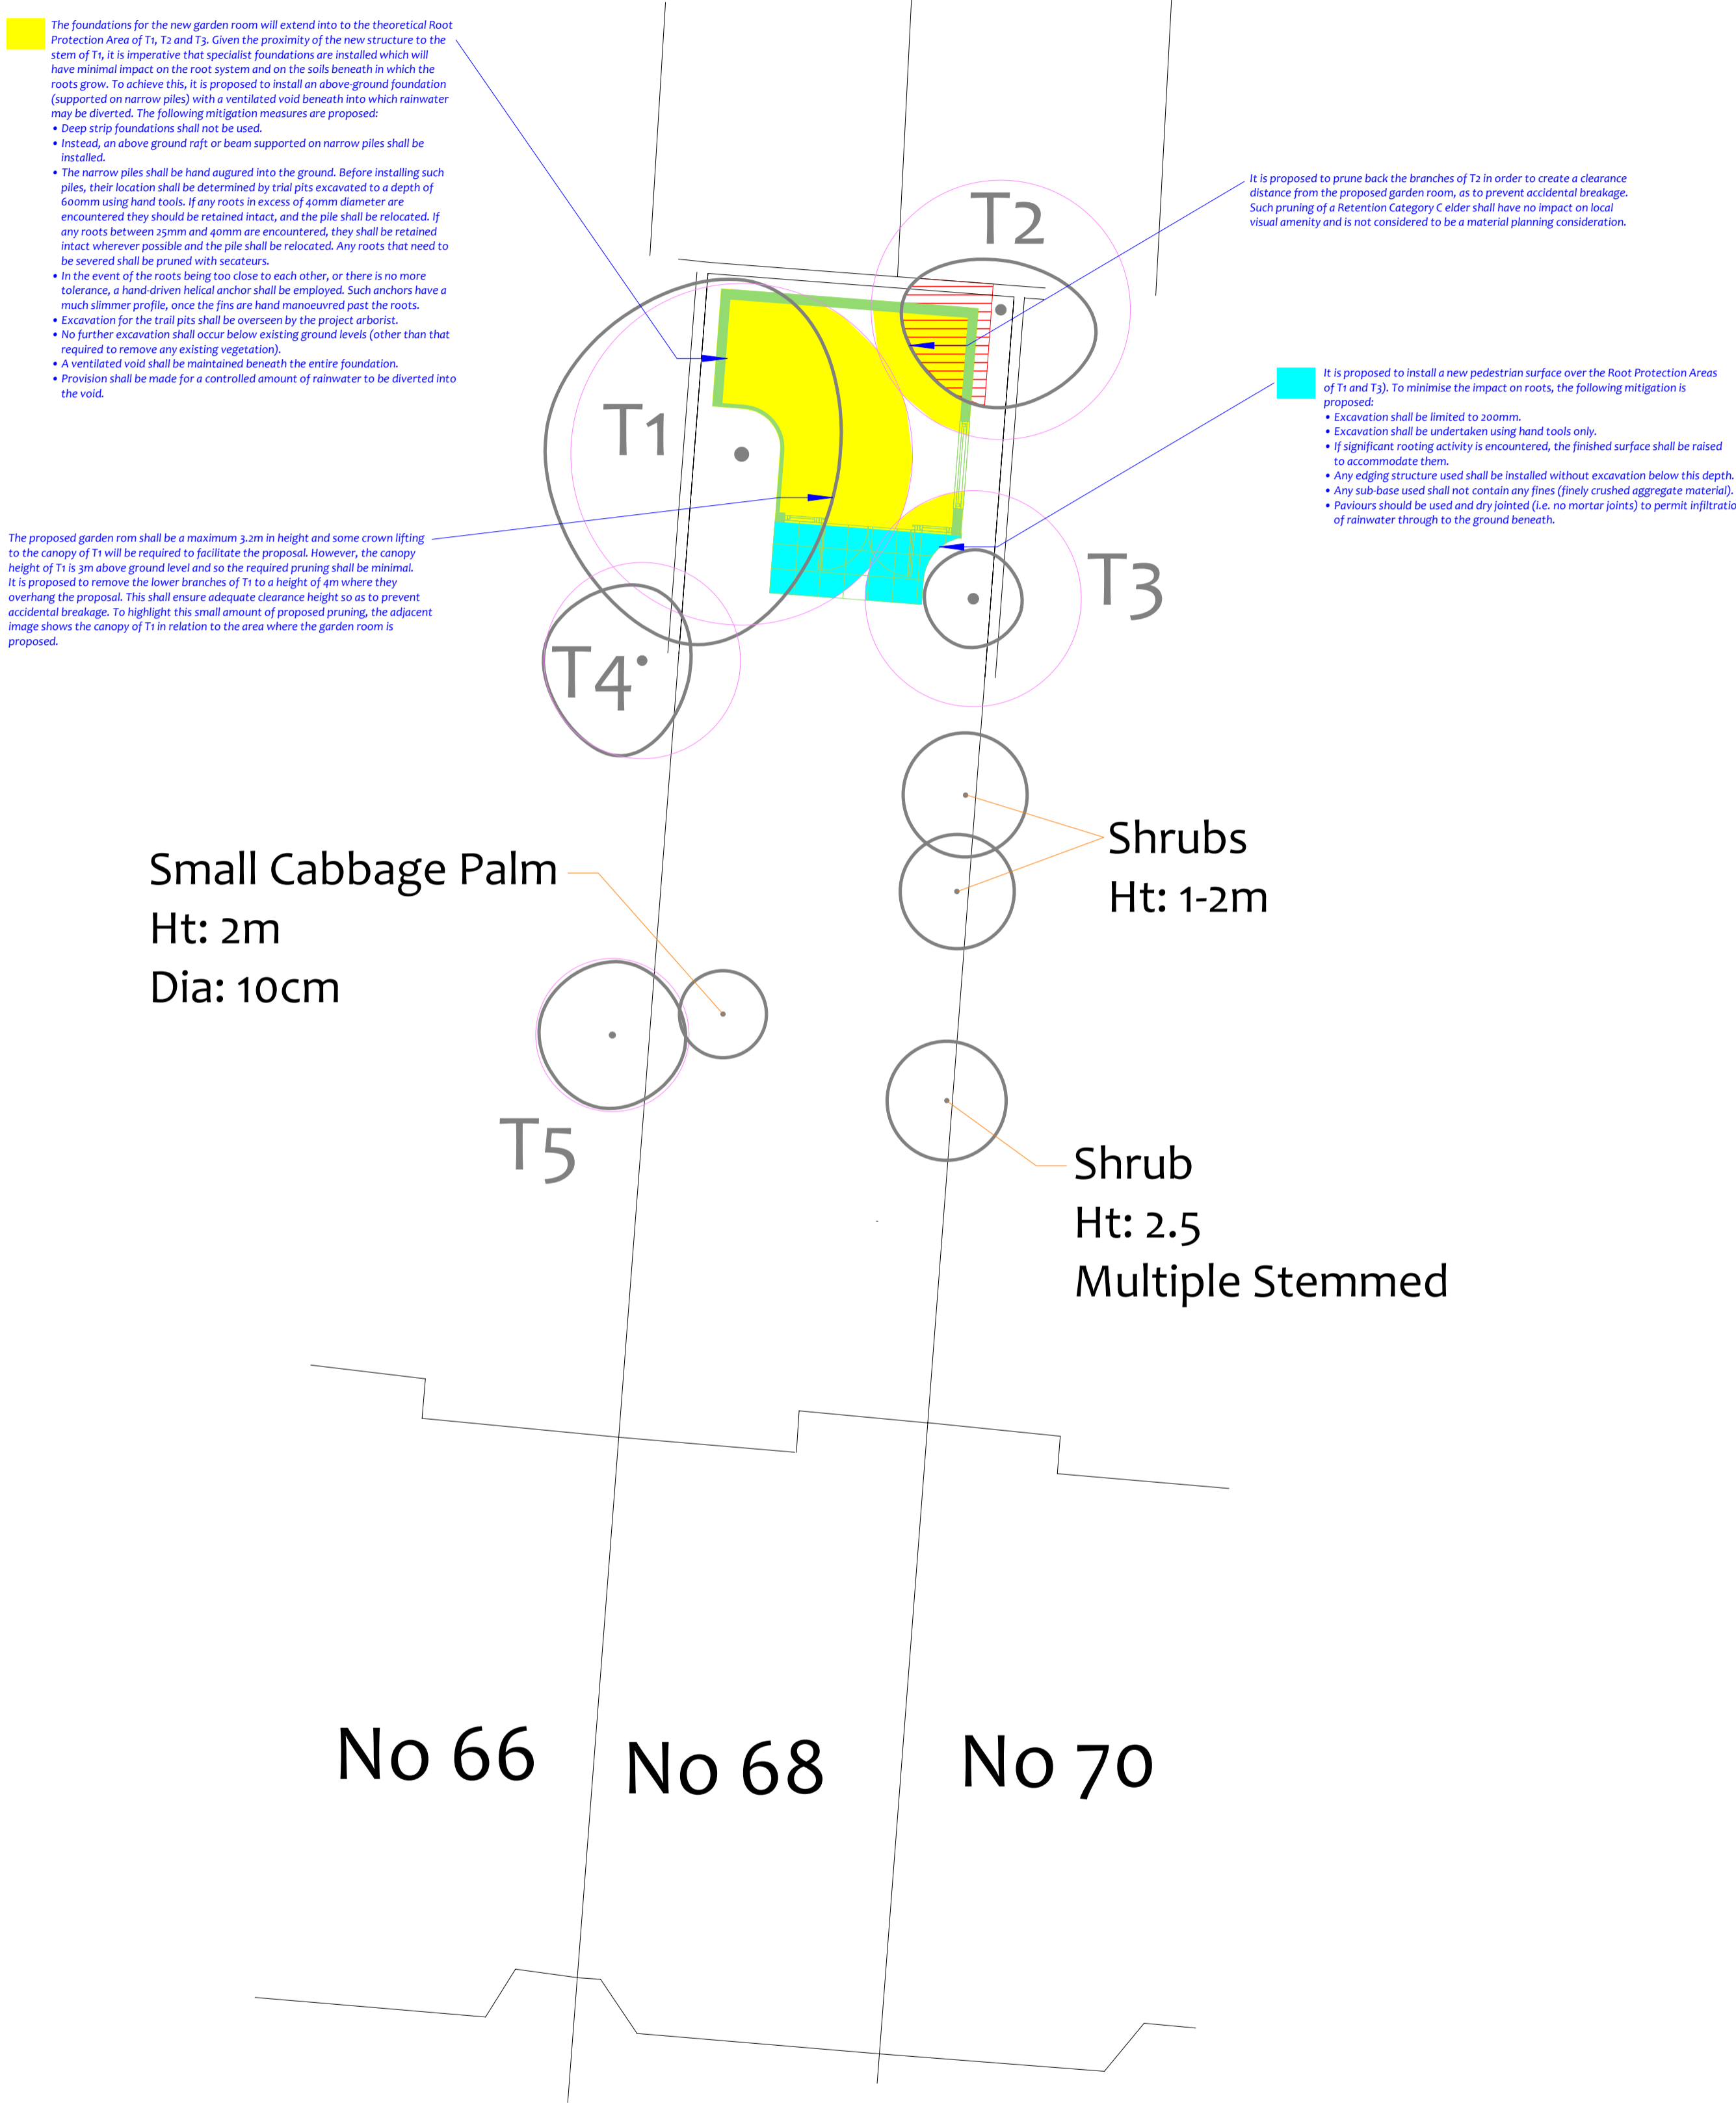 The foundations for the new garden room will extend into to the theoretical Root
Protection Area of T1, T2 and T3. Given the proximity of the new structure to the
stem of T1, it is imperative that specialist foundations are installed which will
have minimal impact on the root system and on the soils beneath in which the
roots grow. To achieve this, it is proposed to install an above-ground foundation
(supported on narrow piles) with a ventilated void beneath into which rainwater
may be diverted. The following mitigation measures are proposed:
• Deep strip foundations shall not be used.
• Instead, an above ground raft or beam supported on narrow piles shall be
installed.
• The narrow piles shall be hand augured into the ground. Before installing such
piles, their location shall be determined by trial pits excavated to a depth of
600mm using hand tools. If any roots in excess of 40mm diameter are
encountered they should be retained intact, and the pile shall be relocated. If
any roots between 25mm and 40mm are encountered, they shall be retained
intact wherever possible and the pile shall be relocated. Any roots that need to
be severed shall be pruned with secateurs.
• In the event of the roots being too close to each other, or there is no more
tolerance, a hand-driven helical anchor shall be employed. Such anchors have a
much slimmer profile, once the fins are hand manoeuvred past the roots.
• Excavation for the trail pits shall be overseen by the project arborist.
• No further excavation shall occur below existing ground levels (other than that
required to remove any existing vegetation).
• A ventilated void shall be maintained beneath the entire foundation.
• Provision shall be made for a controlled amount of rainwater to be diverted into
the void.
It is proposed to prune back the branches of T2 in order to create a clearance
distance from the proposed garden room, as to prevent accidental breakage.
Such pruning of a Retention Category C elder shall have no impact on local
visual amenity and is not considered to be a material planning consideration.
T2
It is proposed to install a new pedestrian surface over the Root Protection Areas
of T1 and T3). To minimise the impact on roots, the following mitigation is
proposed:
• Excavation shall be limited to 200mm.
• Excavation shall be undertaken using hand tools only.
• If significant rooting activity is encountered, the finished surface shall be raised
to accommodate them.
• Any edging structure used shall be installed without excavation below this depth.
• Any sub-base used shall not contain any fines (finely crushed aggregate material).
• Paviours should be used and dry jointed (i.e. no mortar joints) to permit infiltratio
of rainwater through to the ground beneath.
T1
The proposed garden rom shall be a maximum 3.2m in height and some crown lifting
to the canopy of T1 will be required to facilitate the proposal. However, the canopy
height of T1 is 3m above ground level and so the required pruning shall be minimal.
It is proposed to remove the lower branches of T1 to a height of 4m where they
overhang the proposal. This shall ensure adequate clearance height so as to prevent
accidental breakage. To highlight this small amount of proposed pruning, the adjacent
image shows the canopy of T1 in relation to the area where the garden room is
proposed.
T3
T4
Shrubs
Ht: 1-2m
Small Cabbage Palm
Ht: 2m
Dia: 10cm
T5
Shrub
Ht: 2.5
Multiple Stemmed
No 66
No 68
No 70